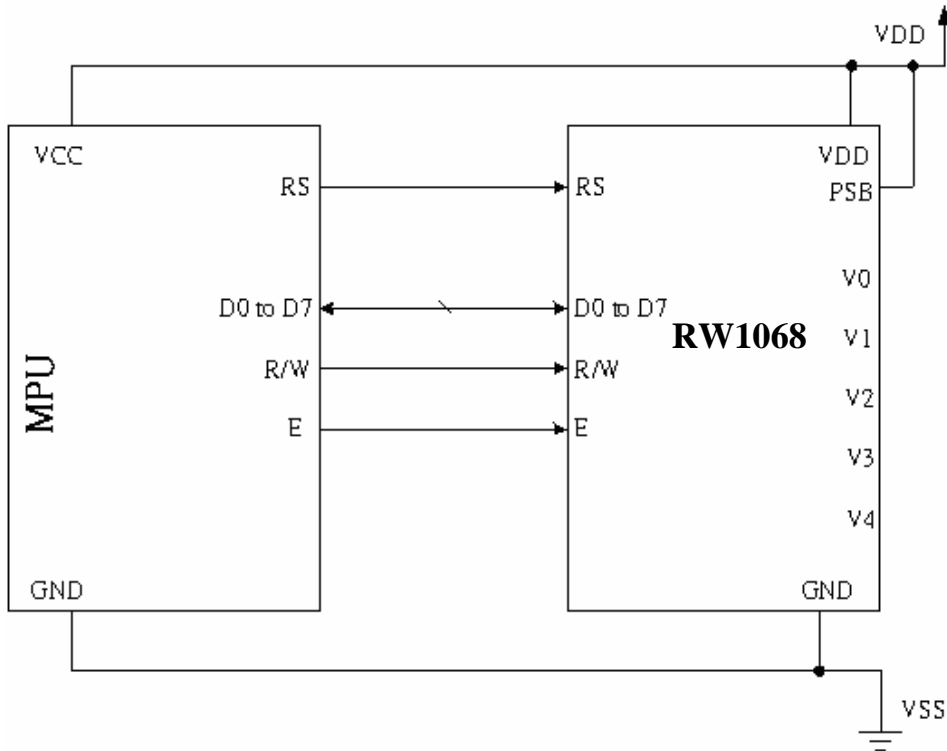 VDD
VCC
VDD
RS
RS
PSB
V0
D0 to D7
D0 to D7
RW1068
V1
R/W
R/W
MPU
V2
E
E
V3
V4
GND
GND
VSS